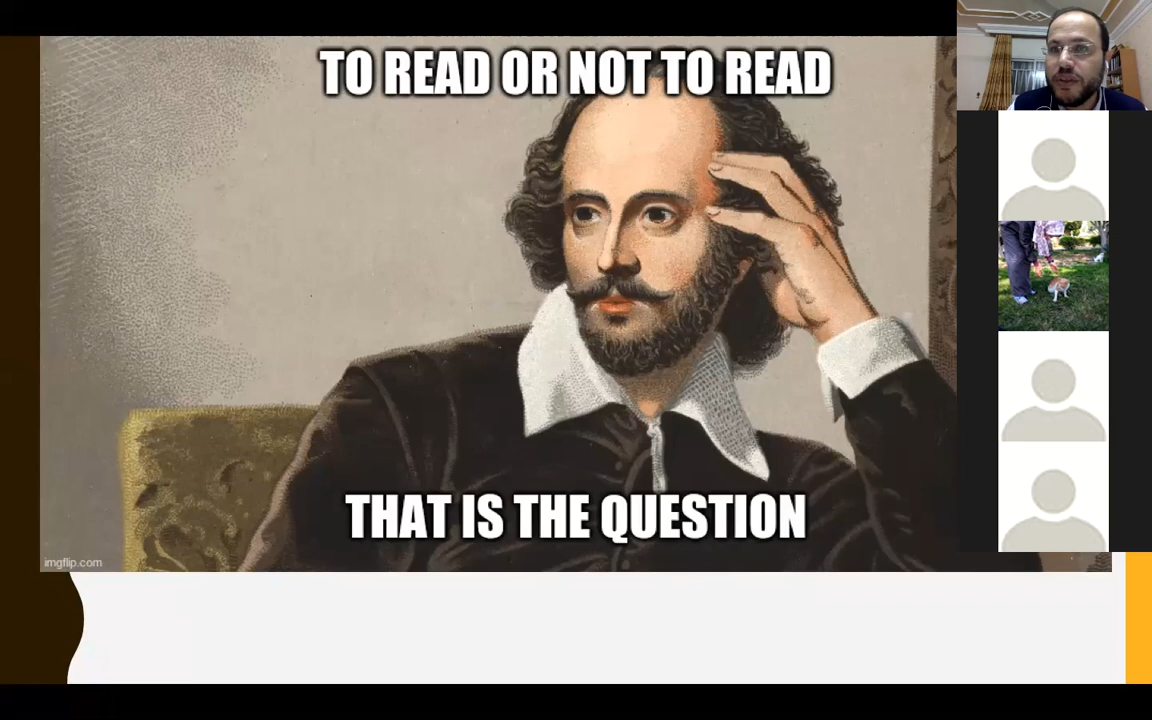 TO READ OR NOT TO READ
THAT IS THE QUESTION
imgflip.com